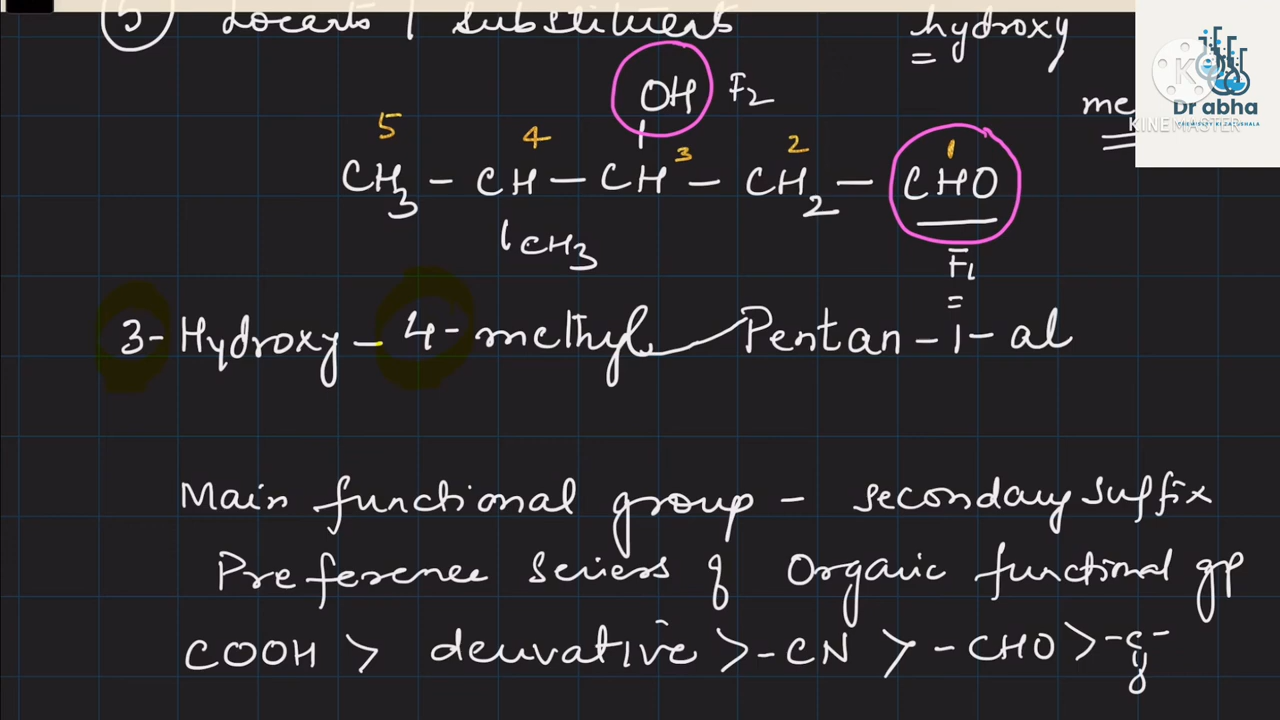 5 Locants / substituents
hydroxy
K
Dr abha
KINEMASTER
OH F2
5 4 3 2 1
CH3 - CH - CH - CH2 - CHO
CH3
F1
3- Hydroxy - 4- methyl Pentan - 1 - al
Main functional group - secondary suffix
Preference series of Organic functional gp
COOH > derivative > - CN > - CHO >